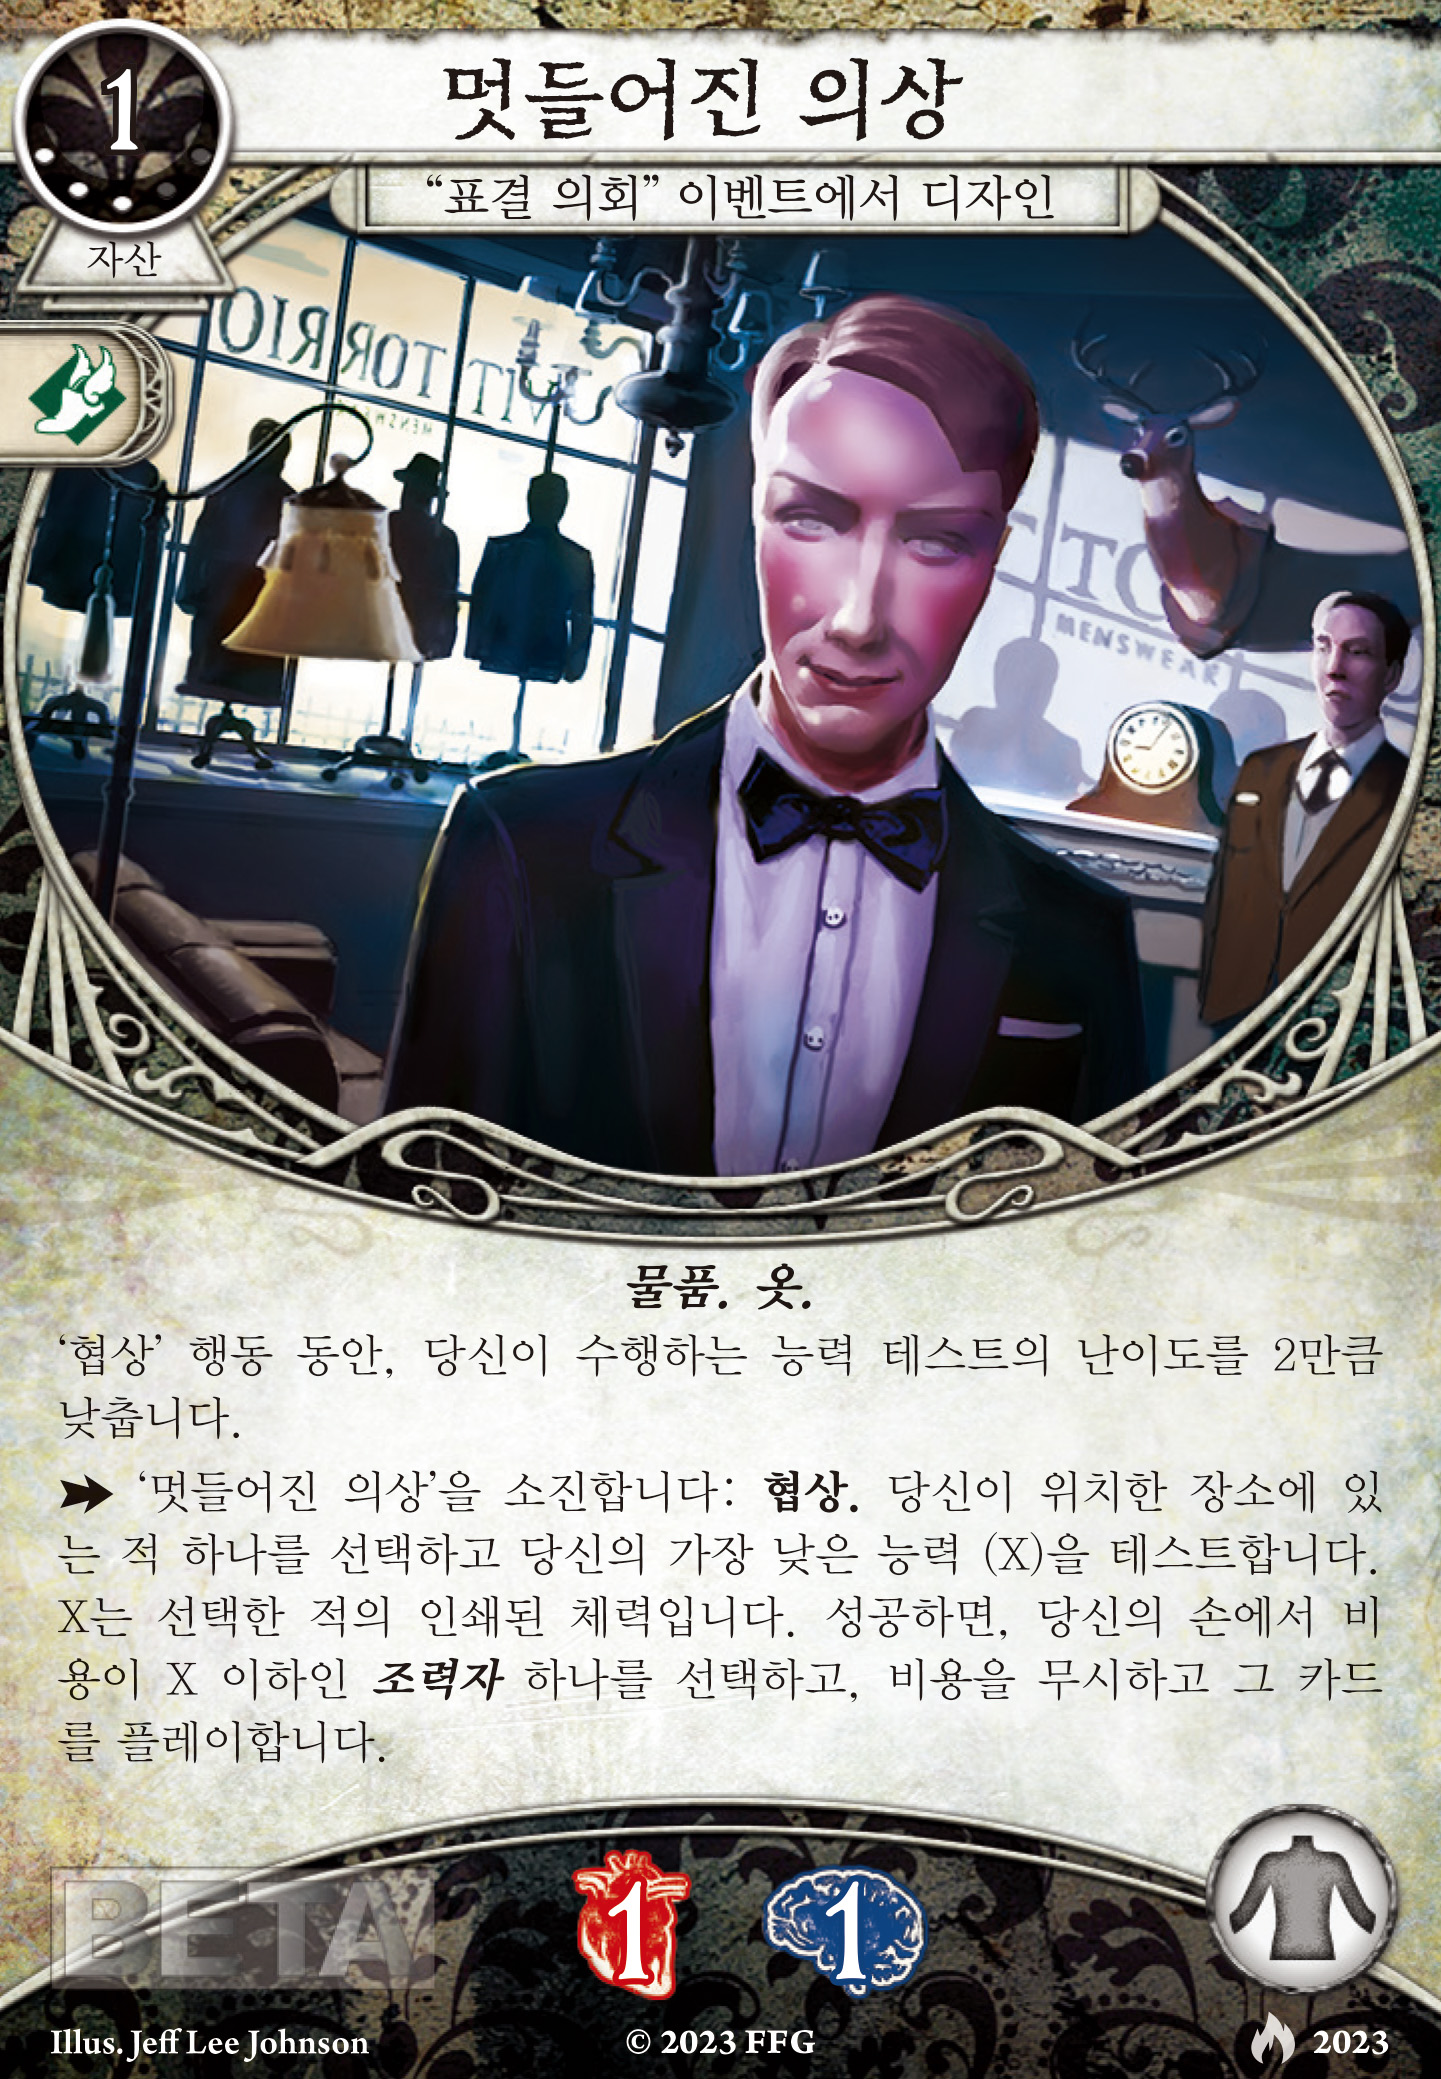 1
멋들어진 의상
“표결 의회” 이벤트에서 디자인
자산
VIT TORRIO
MENSWEAR
TO
MENSWEAR
물품. 옷.
‘협상’ 행동 동안, 당신이 수행하는 능력 테스트의 난이도를 2만큼
낮춥니다.
‘멋들어진 의상’을 소진합니다: 협상. 당신이 위치한 장소에 있
는 적 하나를 선택하고 당신의 가장 낮은 능력 (X)을 테스트합니다.
X는 선택한 적의 인쇄된 체력입니다. 성공하면, 당신의 손에서 비
용이 X 이하인 조력자 하나를 선택하고, 비용을 무시하고 그 카드
를 플레이합니다.
BETA
1
1
Illus. Jeff Lee Johnson
© 2023 FFG
2023